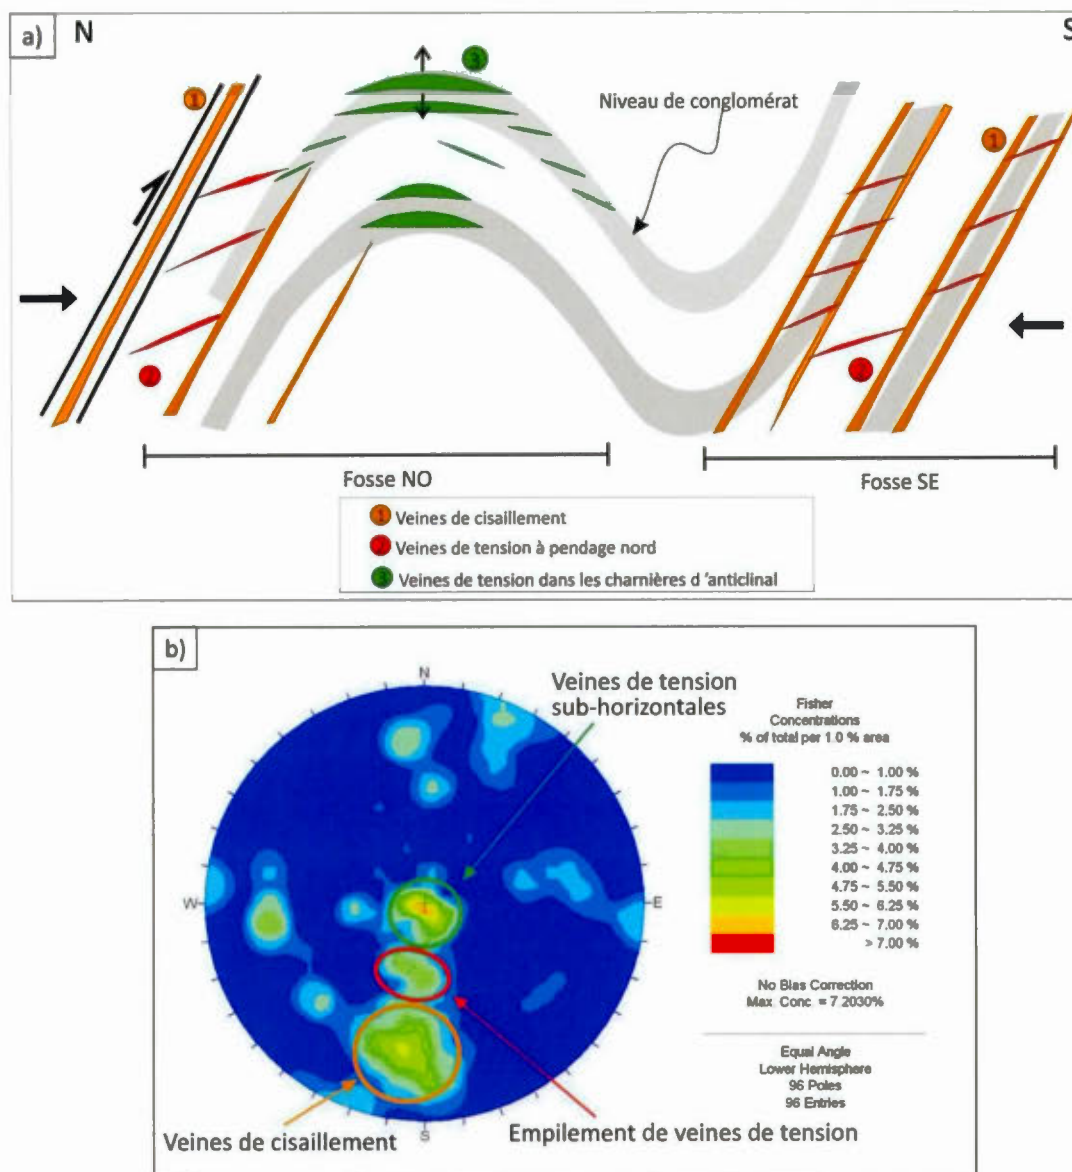 a)
N
S
3
1
Niveau de conglomérat
1
2
2
Fosse NO
Fosse SE
1 Veines de cisaillement
2 Veines de tension à pendage nord
3 Veines de tension dans les charnières d 'anticlinal
b)
N
Veines de tension
sub-horizontales
Fisher
Concentrations
% of total per 1.0 % area
0.00 ~ 1.00 %
1.00 ~ 1.75 %
1.75 ~ 2.50 %
2.50 ~ 3.25 %
3.25 ~ 4.00 %
4.00 ~ 4.75 %
4.75 ~ 5.50 %
5.50 ~ 6.25 %
6.25 ~ 7.00 %
> 7.00 %
W
E
No Bias Correction
Max. Conc. = 7.2030%
Equal Angle
Lower Hemisphere
96 Poles
96 Entries
S
Veines de cisaillement
Empilement de veines de tension